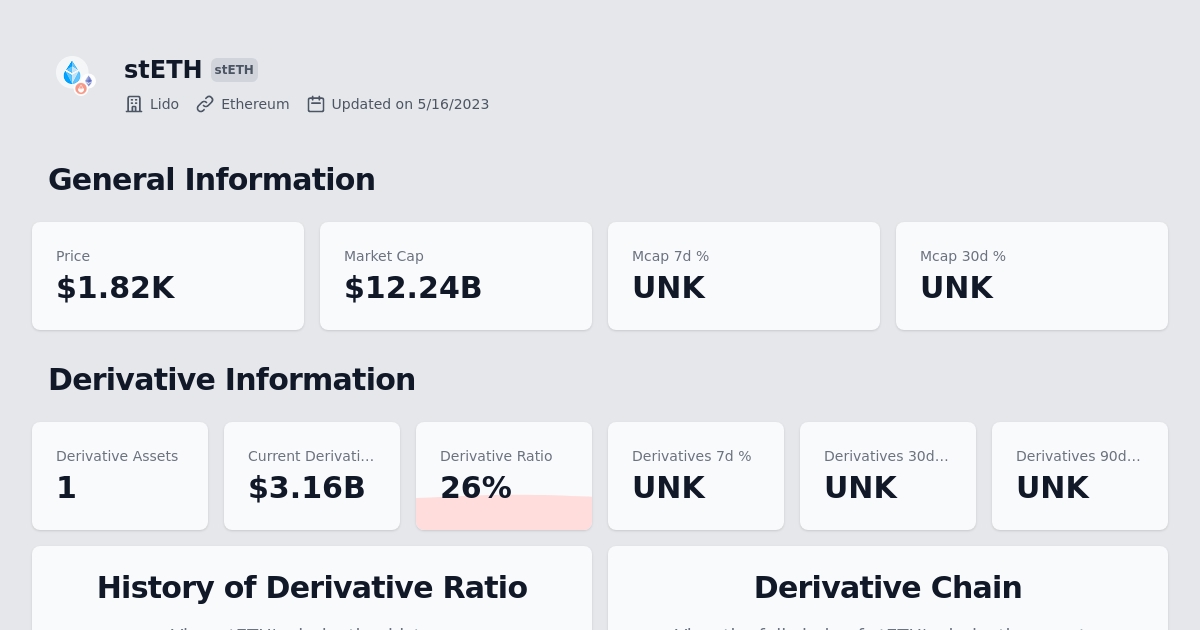 stETH stETH
Lido Ethereum Updated on 5/16/2023
General Information
Price Market Cap Mcap 7d % Mcap 30d %
$1.82K $12.24B UNK UNK
Derivative Information
Derivative Assets Current Derivati... Derivative Ratio Derivatives 7d % Derivatives 30d... Derivatives 90d...
1 $3.16B 26% UNK UNK UNK
History of Derivative Ratio Derivative Chain